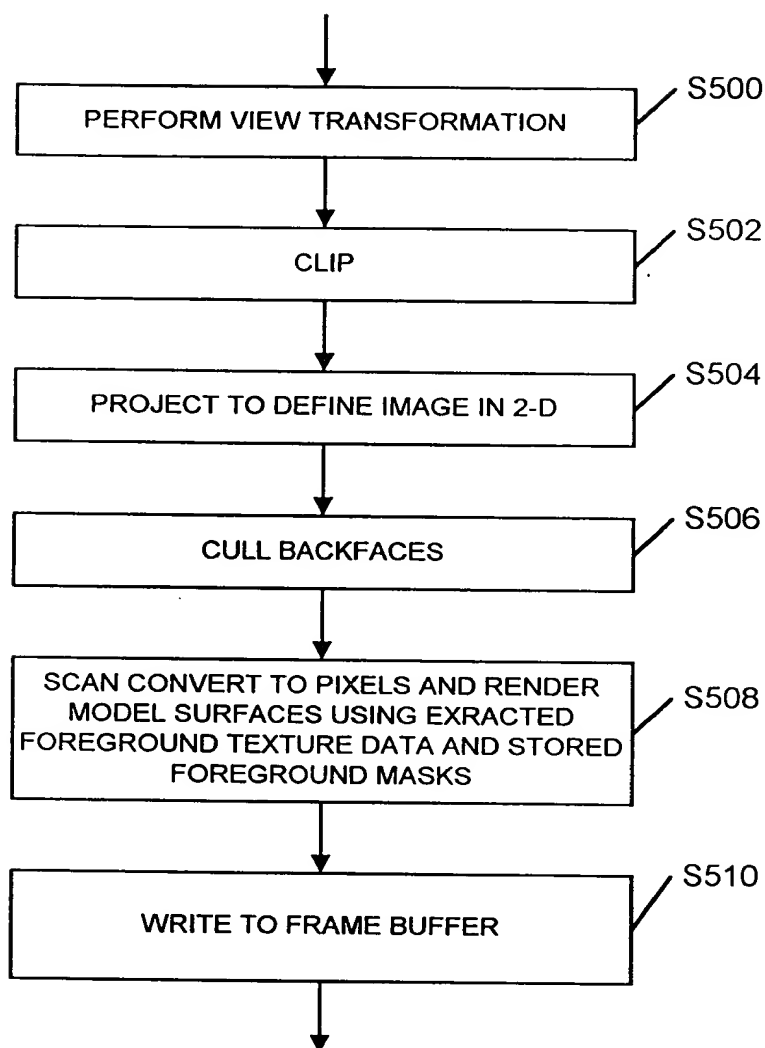 S500
PERFORM VIEW TRANSFORMATION
S502
CLIP
S504
PROJECT TO DEFINE IMAGE IN 2-D
S506
CULL BACKFACES
S508
SCAN CONVERT TO PIXELS AND RENDER
MODEL SURFACES USING EXRACTED
FOREGROUND TEXTURE DATA AND STORED
FOREGROUND MASKS
S510
WRITE TO FRAME BUFFER